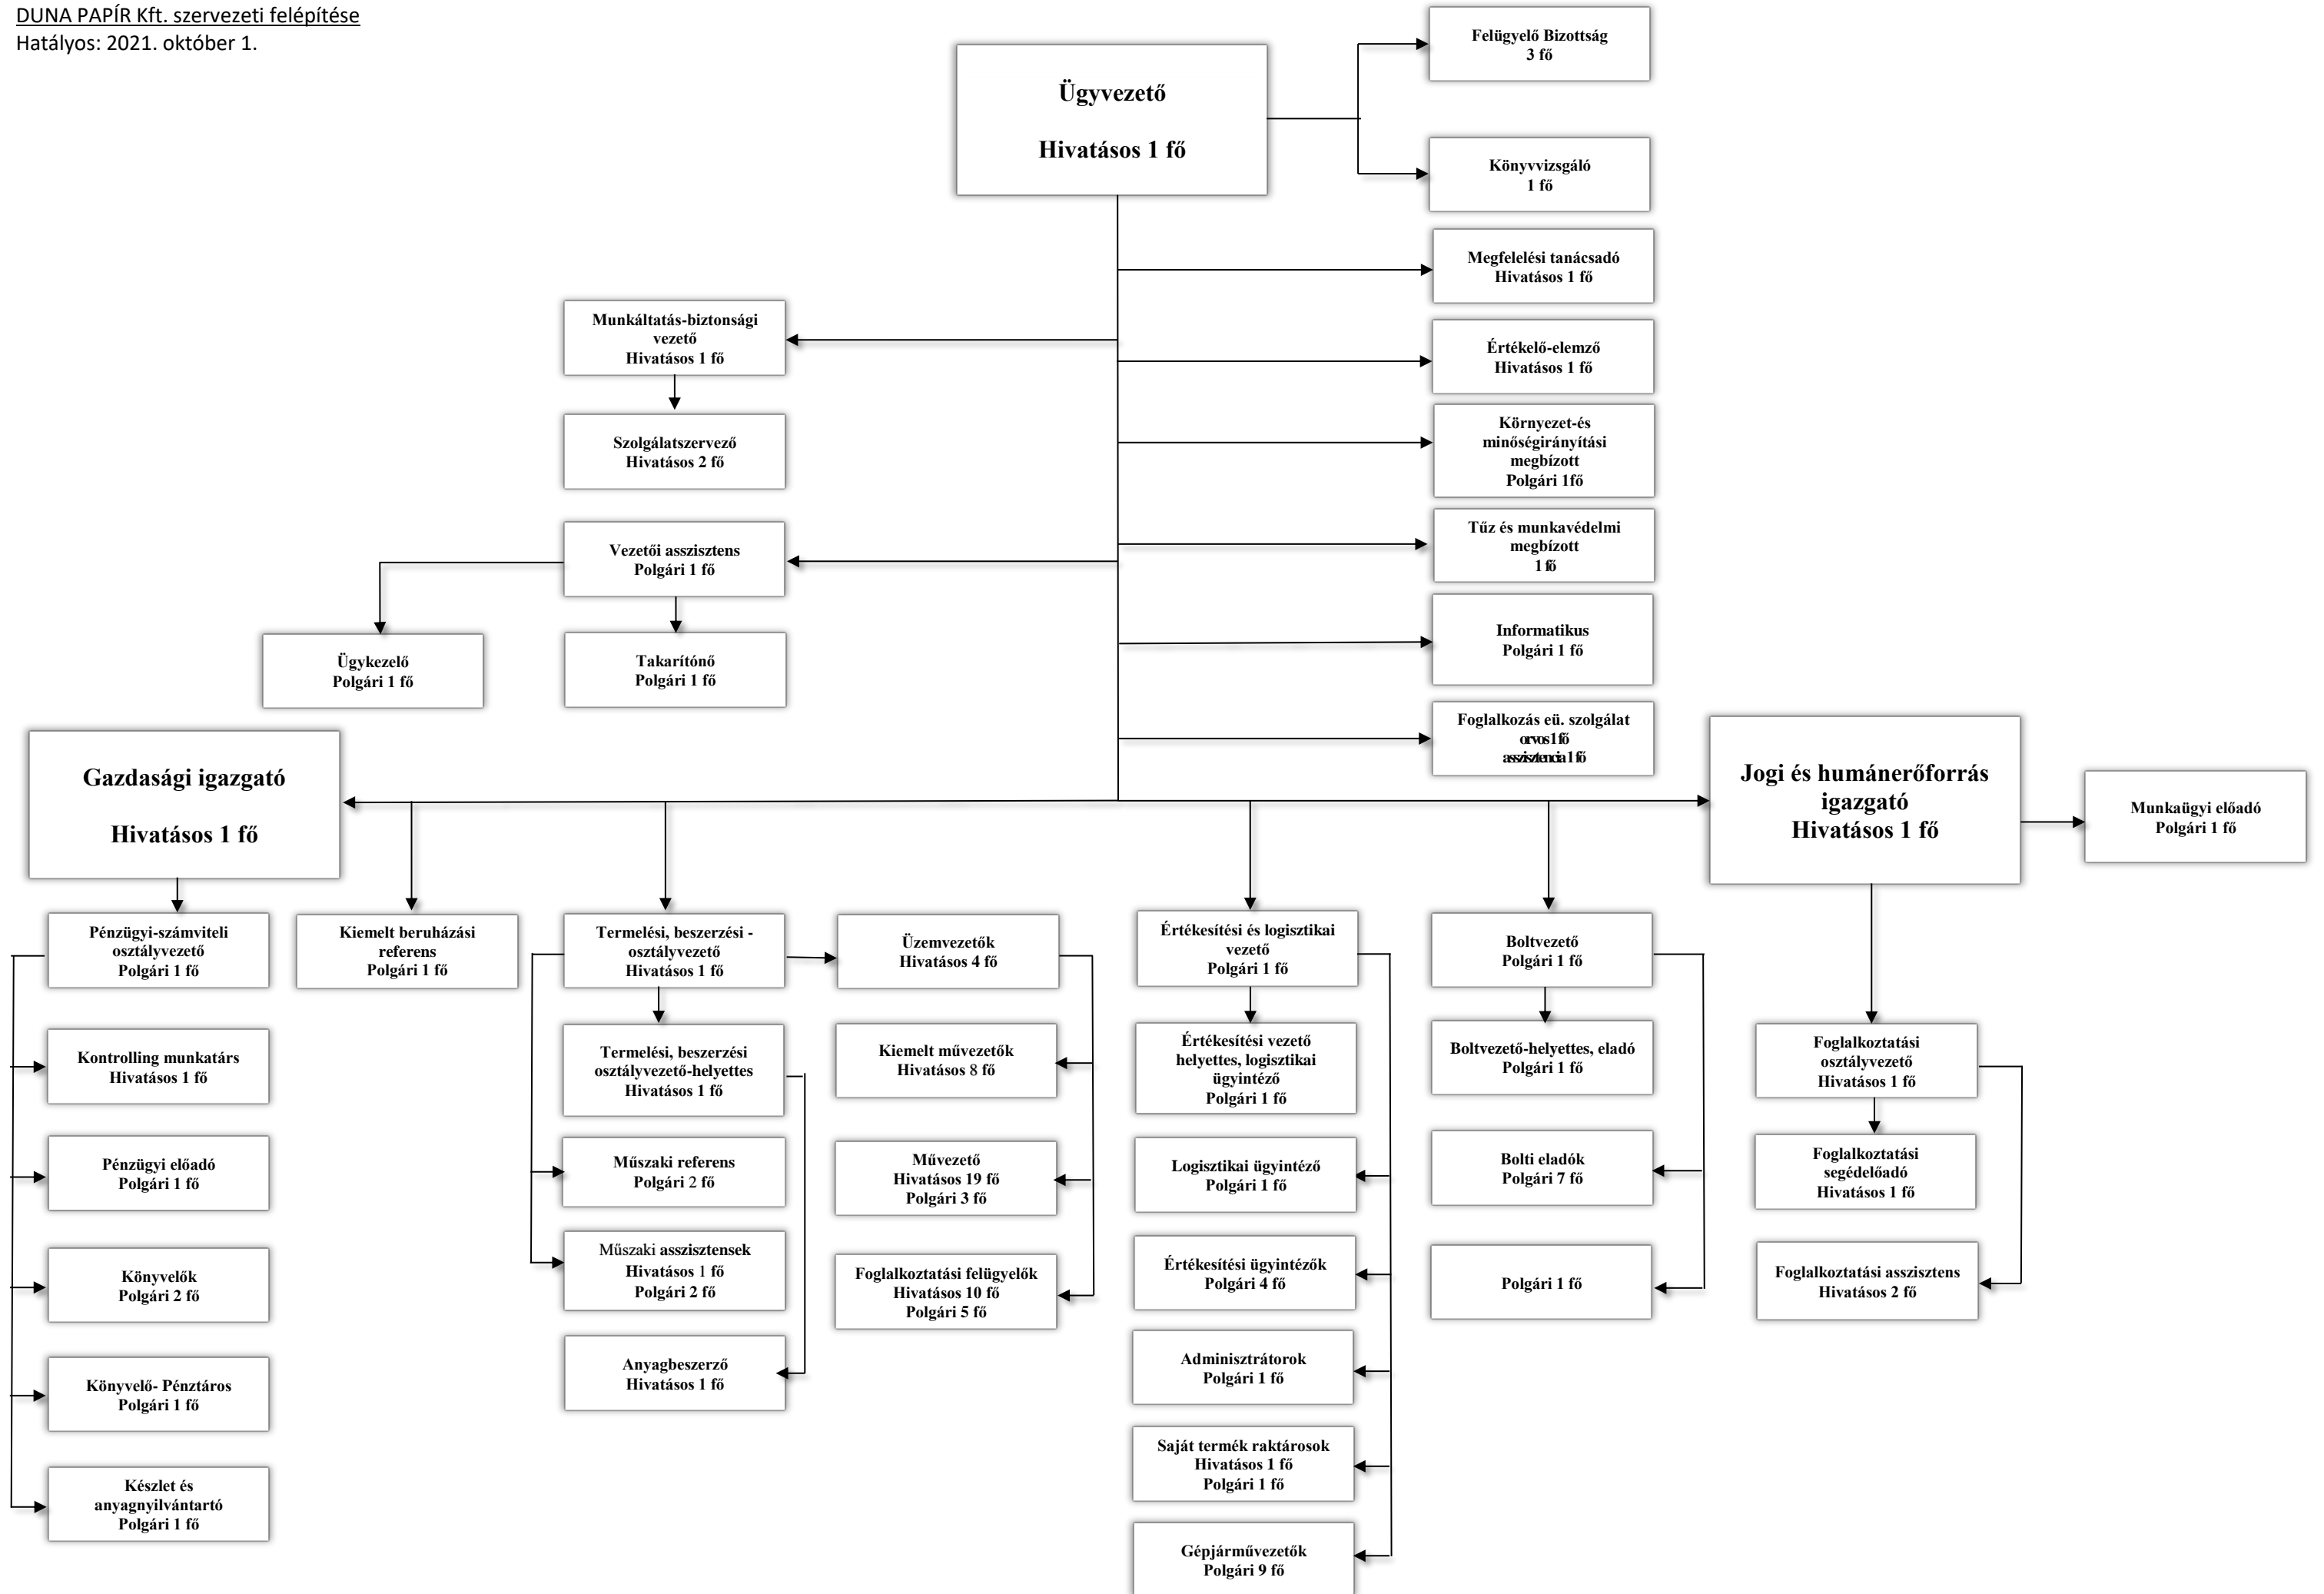 DUNA PAPÍR Kft. szervezeti felépítése
Hatályos: 2021. október 1.
Ügyvezető
Hivatásos 1 fő
Felügyelő Bizottság
3 fő
Könyvvizsgáló
1 fő
Megfelelési tanácsadó
Hivatásos 1 fő
Munkáltatás-biztonsági
vezető
Hivatásos 1 fő
Értékelő-elemző
Hivatásos 1 fő
Szolgálatszervező
Hivatásos 2 fő
Környezet-és
minőségirányítási
megbízott
Polgári 1fő
Vezetői asszisztens
Polgári 1 fő
Tűz és munkavédelmi
megbízott
1 fő
Ügykezelő
Polgári 1 fő
Takarítónő
Polgári 1 fő
Informatikus
Polgári 1 fő
Foglalkozás eü. szolgálat
orvos 1 fő
asszisztencia 1 fő
Gazdasági igazgató
Hivatásos 1 fő
Jogi és humánerőforrás
igazgató
Hivatásos 1 fő
Munkaügyi előadó
Polgári 1 fő
Pénzügyi-számviteli
osztályvezető
Polgári 1 fő
Kiemelt beruházási
referens
Polgári 1 fő
Termelési, beszerzési -
osztályvezető
Hivatásos 1 fő
Üzemvezetők
Hivatásos 4 fő
Értékesítési és logisztikai
vezető
Polgári 1 fő
Boltvezető
Polgári 1 fő
Kontrolling munkatárs
Hivatásos 1 fő
Termelési, beszerzési
osztályvezető-helyettes
Hivatásos 1 fő
Kiemelt művezetők
Hivatásos 8 fő
Értékesítési vezető
helyettes, logisztikai
ügyintéző
Polgári 1 fő
Boltvezető-helyettes, eladó
Polgári 1 fő
Foglalkoztatási
osztályvezető
Hivatásos 1 fő
Pénzügyi előadó
Polgári 1 fő
Műszaki referens
Polgári 2 fő
Művezető
Hivatásos 19 fő
Polgári 3 fő
Logisztikai ügyintéző
Polgári 1 fő
Bolti eladók
Polgári 7 fő
Foglalkoztatási
segédelőadó
Hivatásos 1 fő
Könyvelők
Polgári 2 fő
Műszaki asszisztensek
Hivatásos 1 fő
Polgári 2 fő
Foglalkoztatási felügyelők
Hivatásos 10 fő
Polgári 5 fő
Értékesítési ügyintézők
Polgári 4 fő
Polgári 1 fő
Foglalkoztatási asszisztens
Hivatásos 2 fő
Könyvelő- Pénztáros
Polgári 1 fő
Anyagbeszerző
Hivatásos 1 fő
Adminisztrátorok
Polgári 1 fő
Készlet és
anyagnyilvántartó
Polgári 1 fő
Saját termék raktárosok
Hivatásos 1 fő
Polgári 1 fő
Gépjárművezetők
Polgári 9 fő